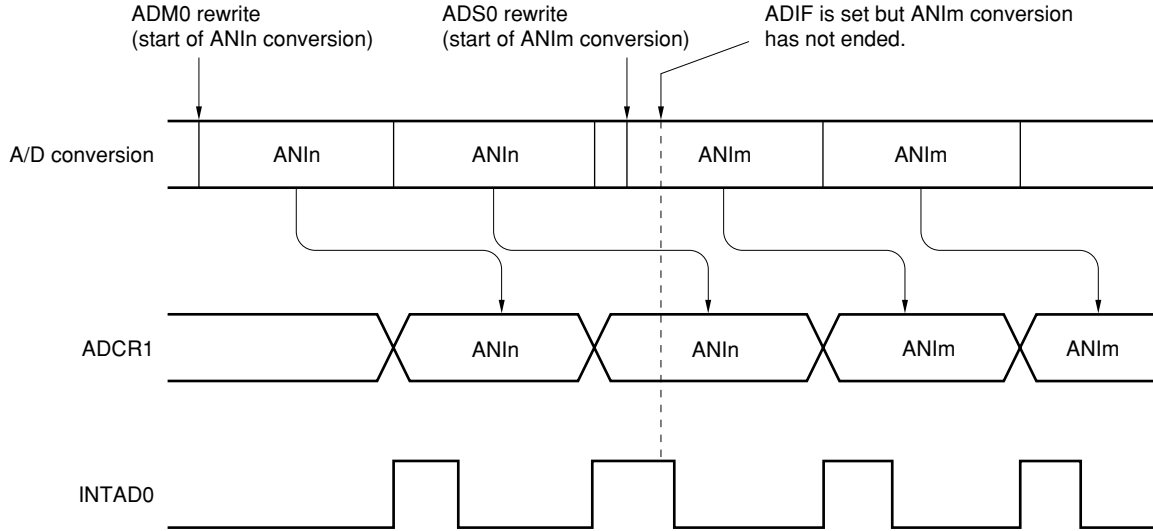 ADM0 rewrite
(start of ANIn conversion)
ADS0 rewrite
(start of ANIm conversion)
ADIF is set but ANIm conversion
has not ended.
A/D conversion
ANIn
ANIn
ANIm
ANIm
ADCR1
ANIn
ANIn
ANIm
ANIm
INTAD0